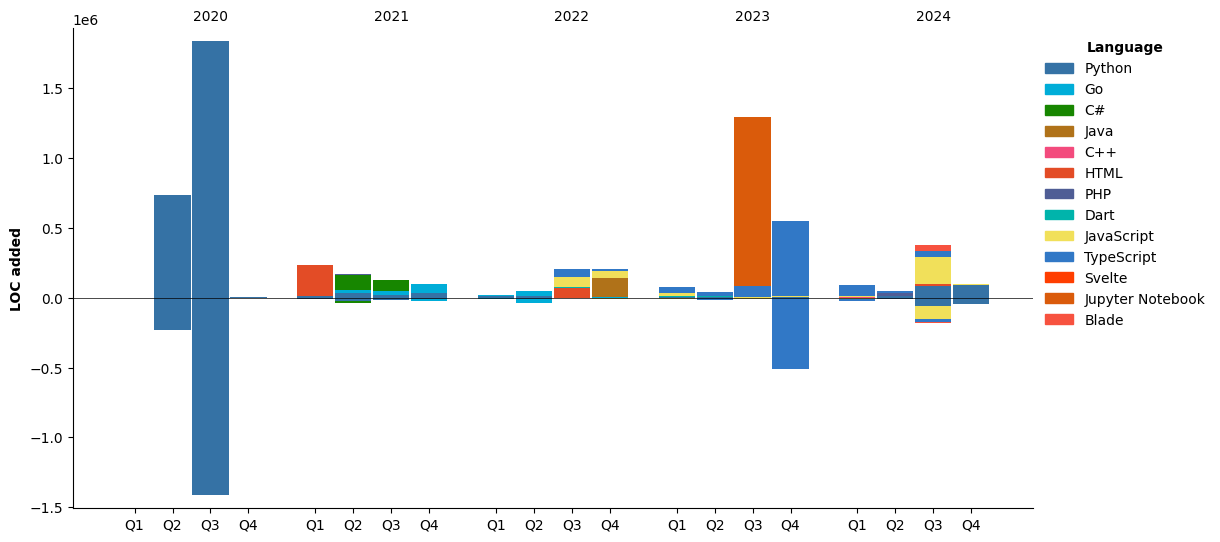 1e6
2020 2021 2022 2023 2024
LOC added
1.5
1.0
0.5
0.0
−0.5
−1.0
−1.5
Q1 Q2 Q3 Q4 Q1 Q2 Q3 Q4 Q1 Q2 Q3 Q4 Q1 Q2 Q3 Q4 Q1 Q2 Q3 Q4
Language
Python
Go
C#
Java
C++
HTML
PHP
Dart
JavaScript
TypeScript
Svelte
Jupyter Notebook
Blade